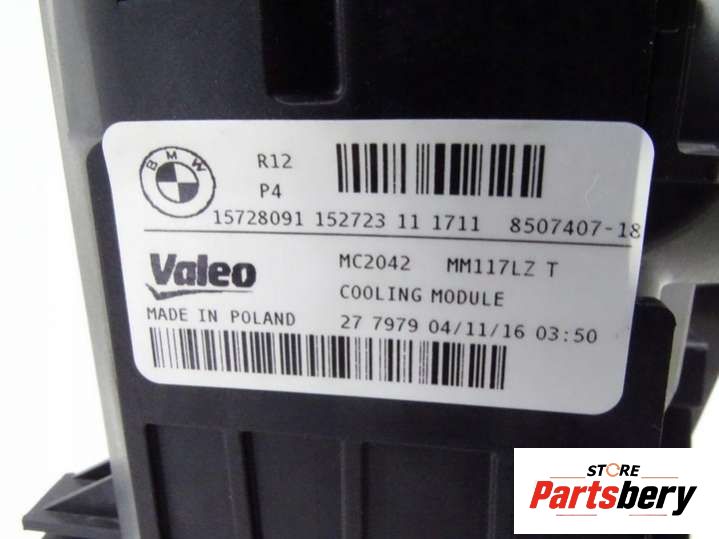 BMW
R12
P4
15728091 152723 11 1711 8507407-18
Valeo
MC2042 MM117LZ T
COOLING MODULE
MADE IN POLAND
27 7979 04/11/16 03:50
STORE
Partsbery